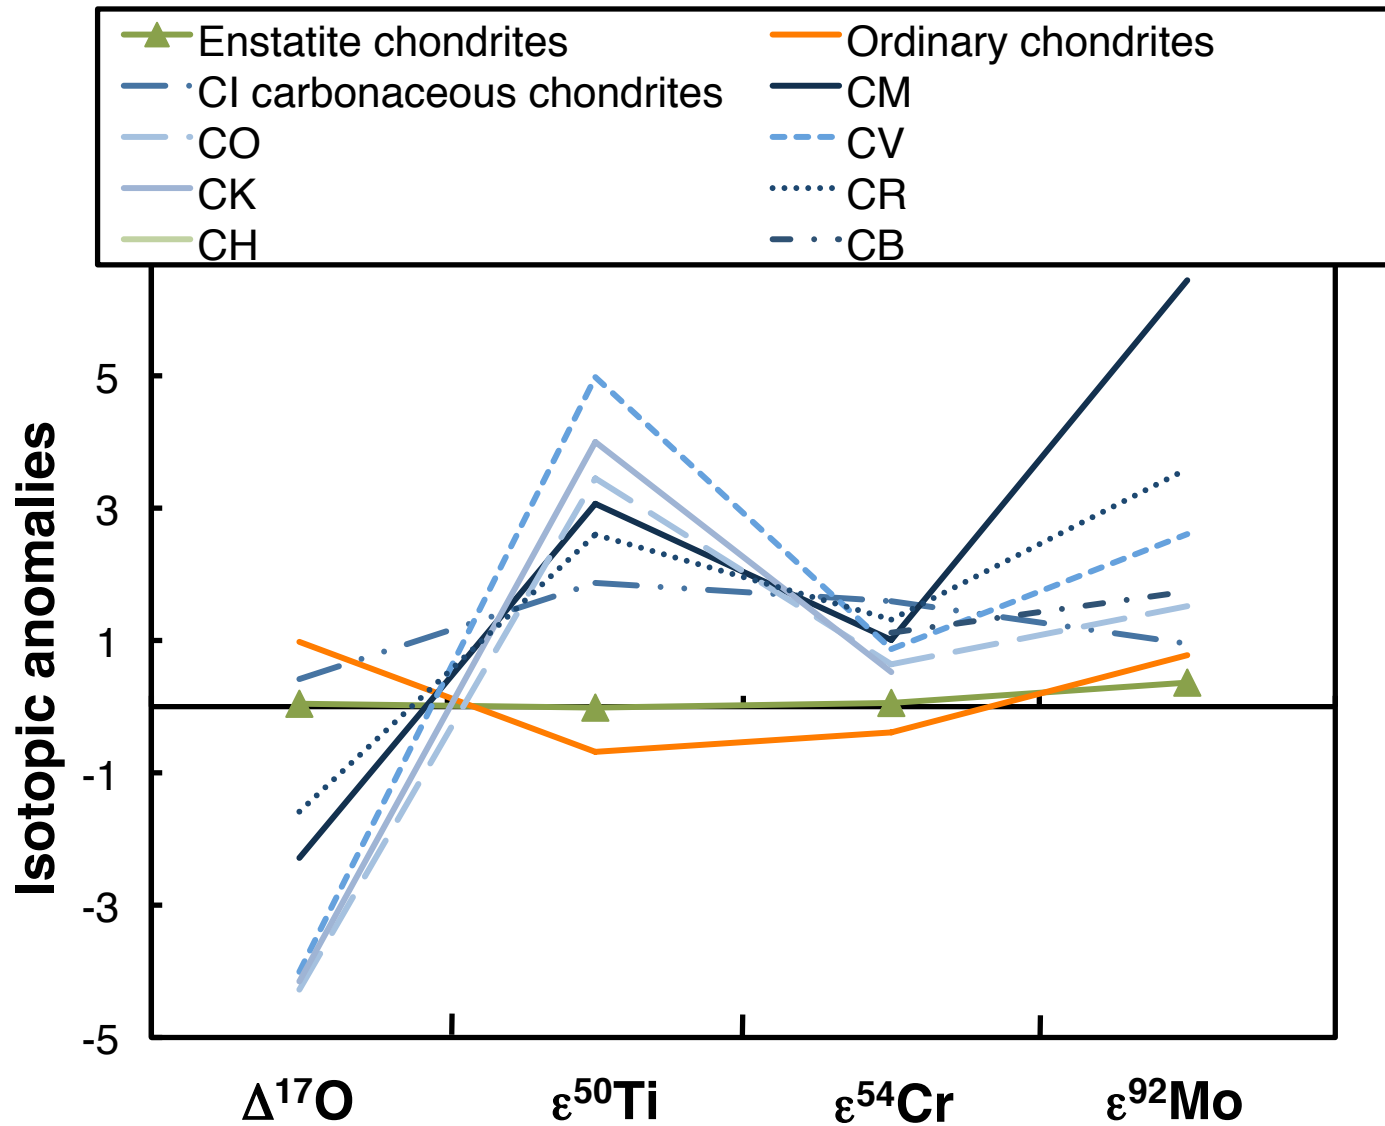 Enstatite chondrites
Ordinary chondrites
CI carbonaceous chondrites
CM
CO
CV
CK
CR
CH
CB
5
3
1
-1
-3
-5
Isotopic anomalies
Δ¹⁷O
ε⁵⁰Ti
ε⁵⁴Cr
ε⁹²Mo